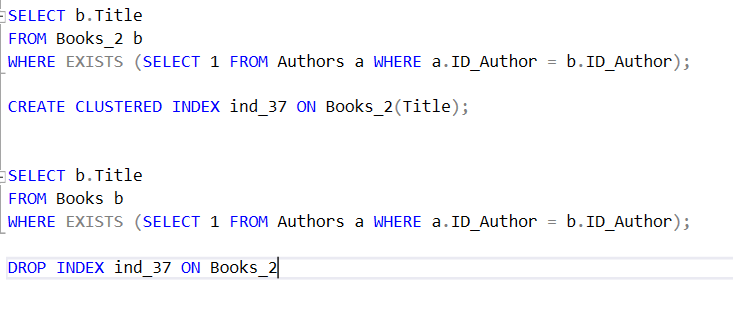 SELECT b.Title
FROM Books_2 b
WHERE EXISTS (SELECT 1 FROM Authors a WHERE a.ID_Author = b.ID_Author);
CREATE CLUSTERED INDEX ind_37 ON Books_2(Title);
SELECT b.Title
FROM Books b
WHERE EXISTS (SELECT 1 FROM Authors a WHERE a.ID_Author = b.ID_Author);
DROP INDEX ind_37 ON Books_2